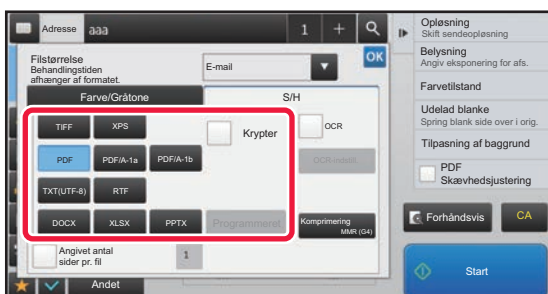 Adresse
aaa
1
+
Opløsning
Skift sendeopløsning
Belysning
Angiv eksponering for afs.
Farvetilstand
Udelad blanke
Spring blank side over i orig.
Tilpasning af baggrund
PDF
Skævhedsjustering
Forhåndsvis
CA
Start
Filstørrelse
Behandlingstiden
afhænger af formatet.
E-mail
OK
Farve/Gråtone
S/H
TIFF
XPS
Krypter
OCR
PDF
PDF/A-1a
PDF/A-1b
OCR-indstil.
TXT(UTF-8)
RTF
DOCX
XLSX
PPTX
Programmeret
Komprimering
MMR (G4)
Angivet antal
sider pr. fil
1
Andet